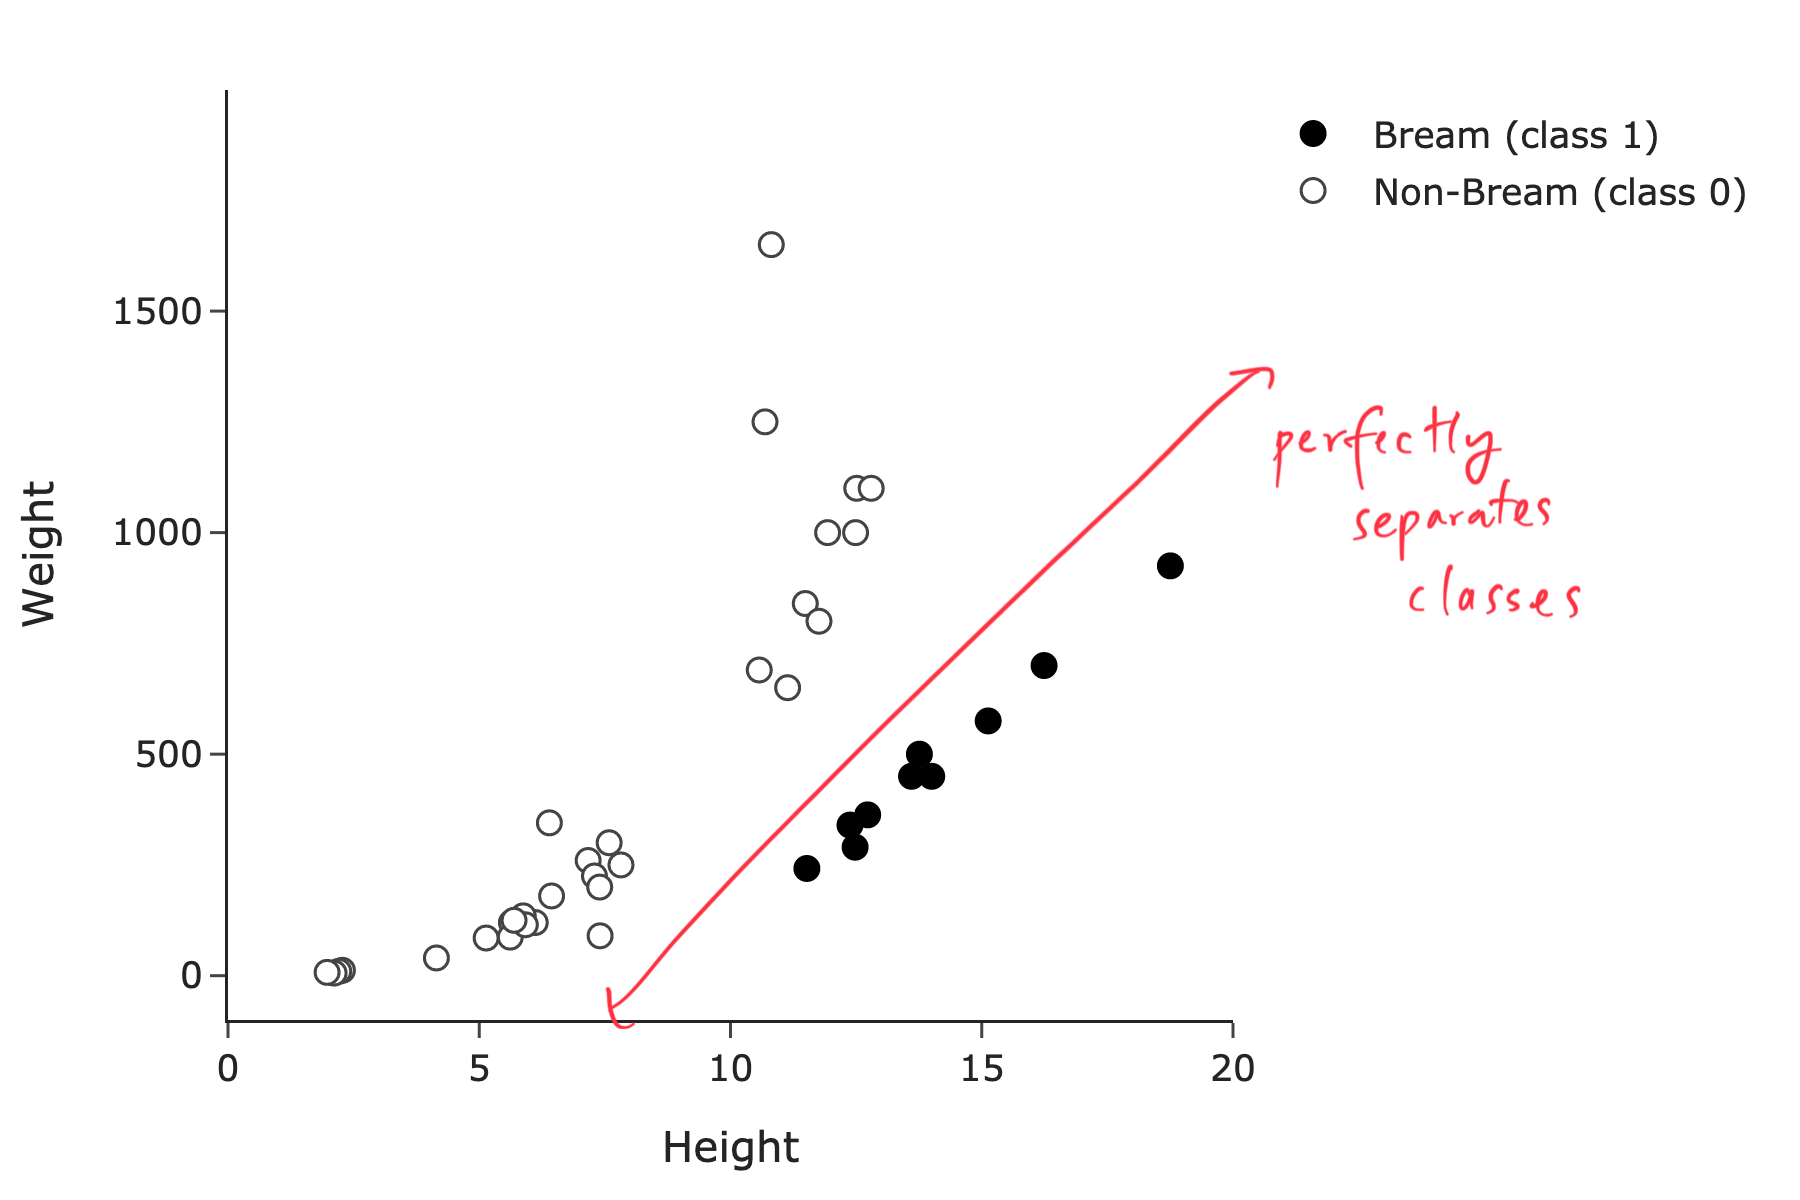 Bream (class 1)
Non-Bream (class 0)
1500
1000
500
0
Weight
perfectly
separates
classes
0 5 10 15 20
Height